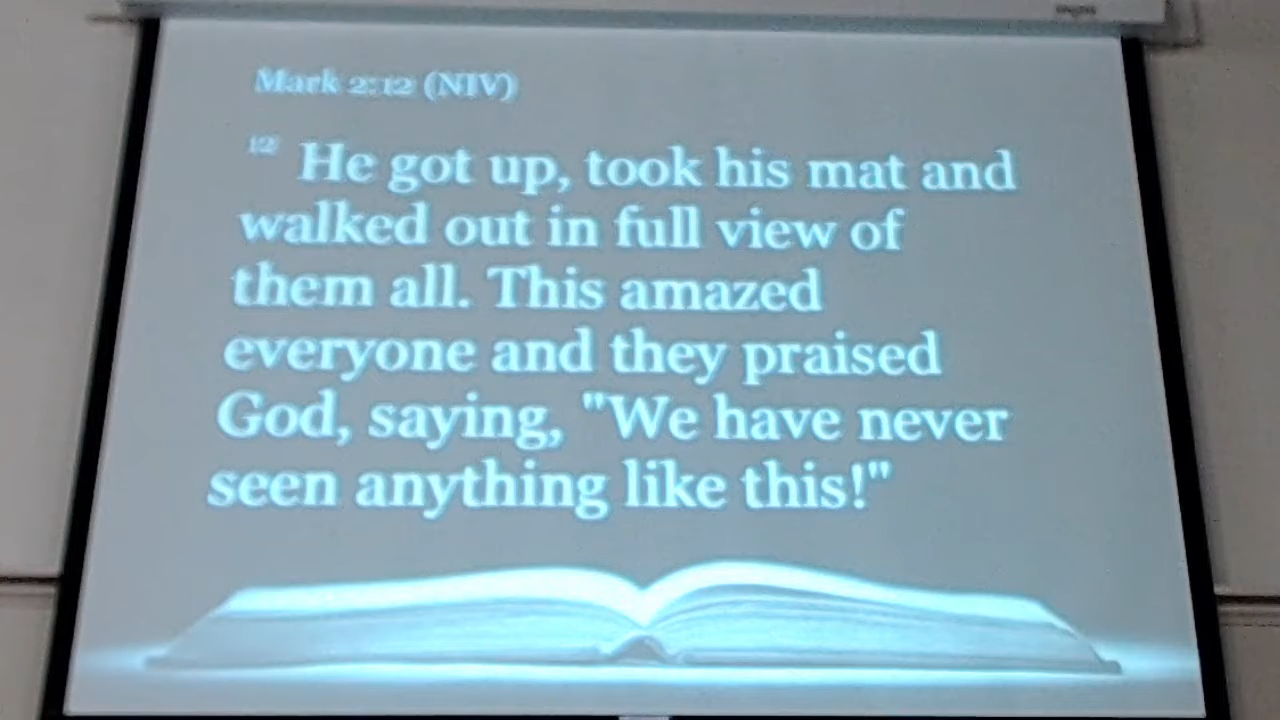 Mark 2:12 (NIV)
12 He got up, took his mat and
walked out in full view of
them all. This amazed
everyone and they praised
God, saying, "We have never
seen anything like this!"